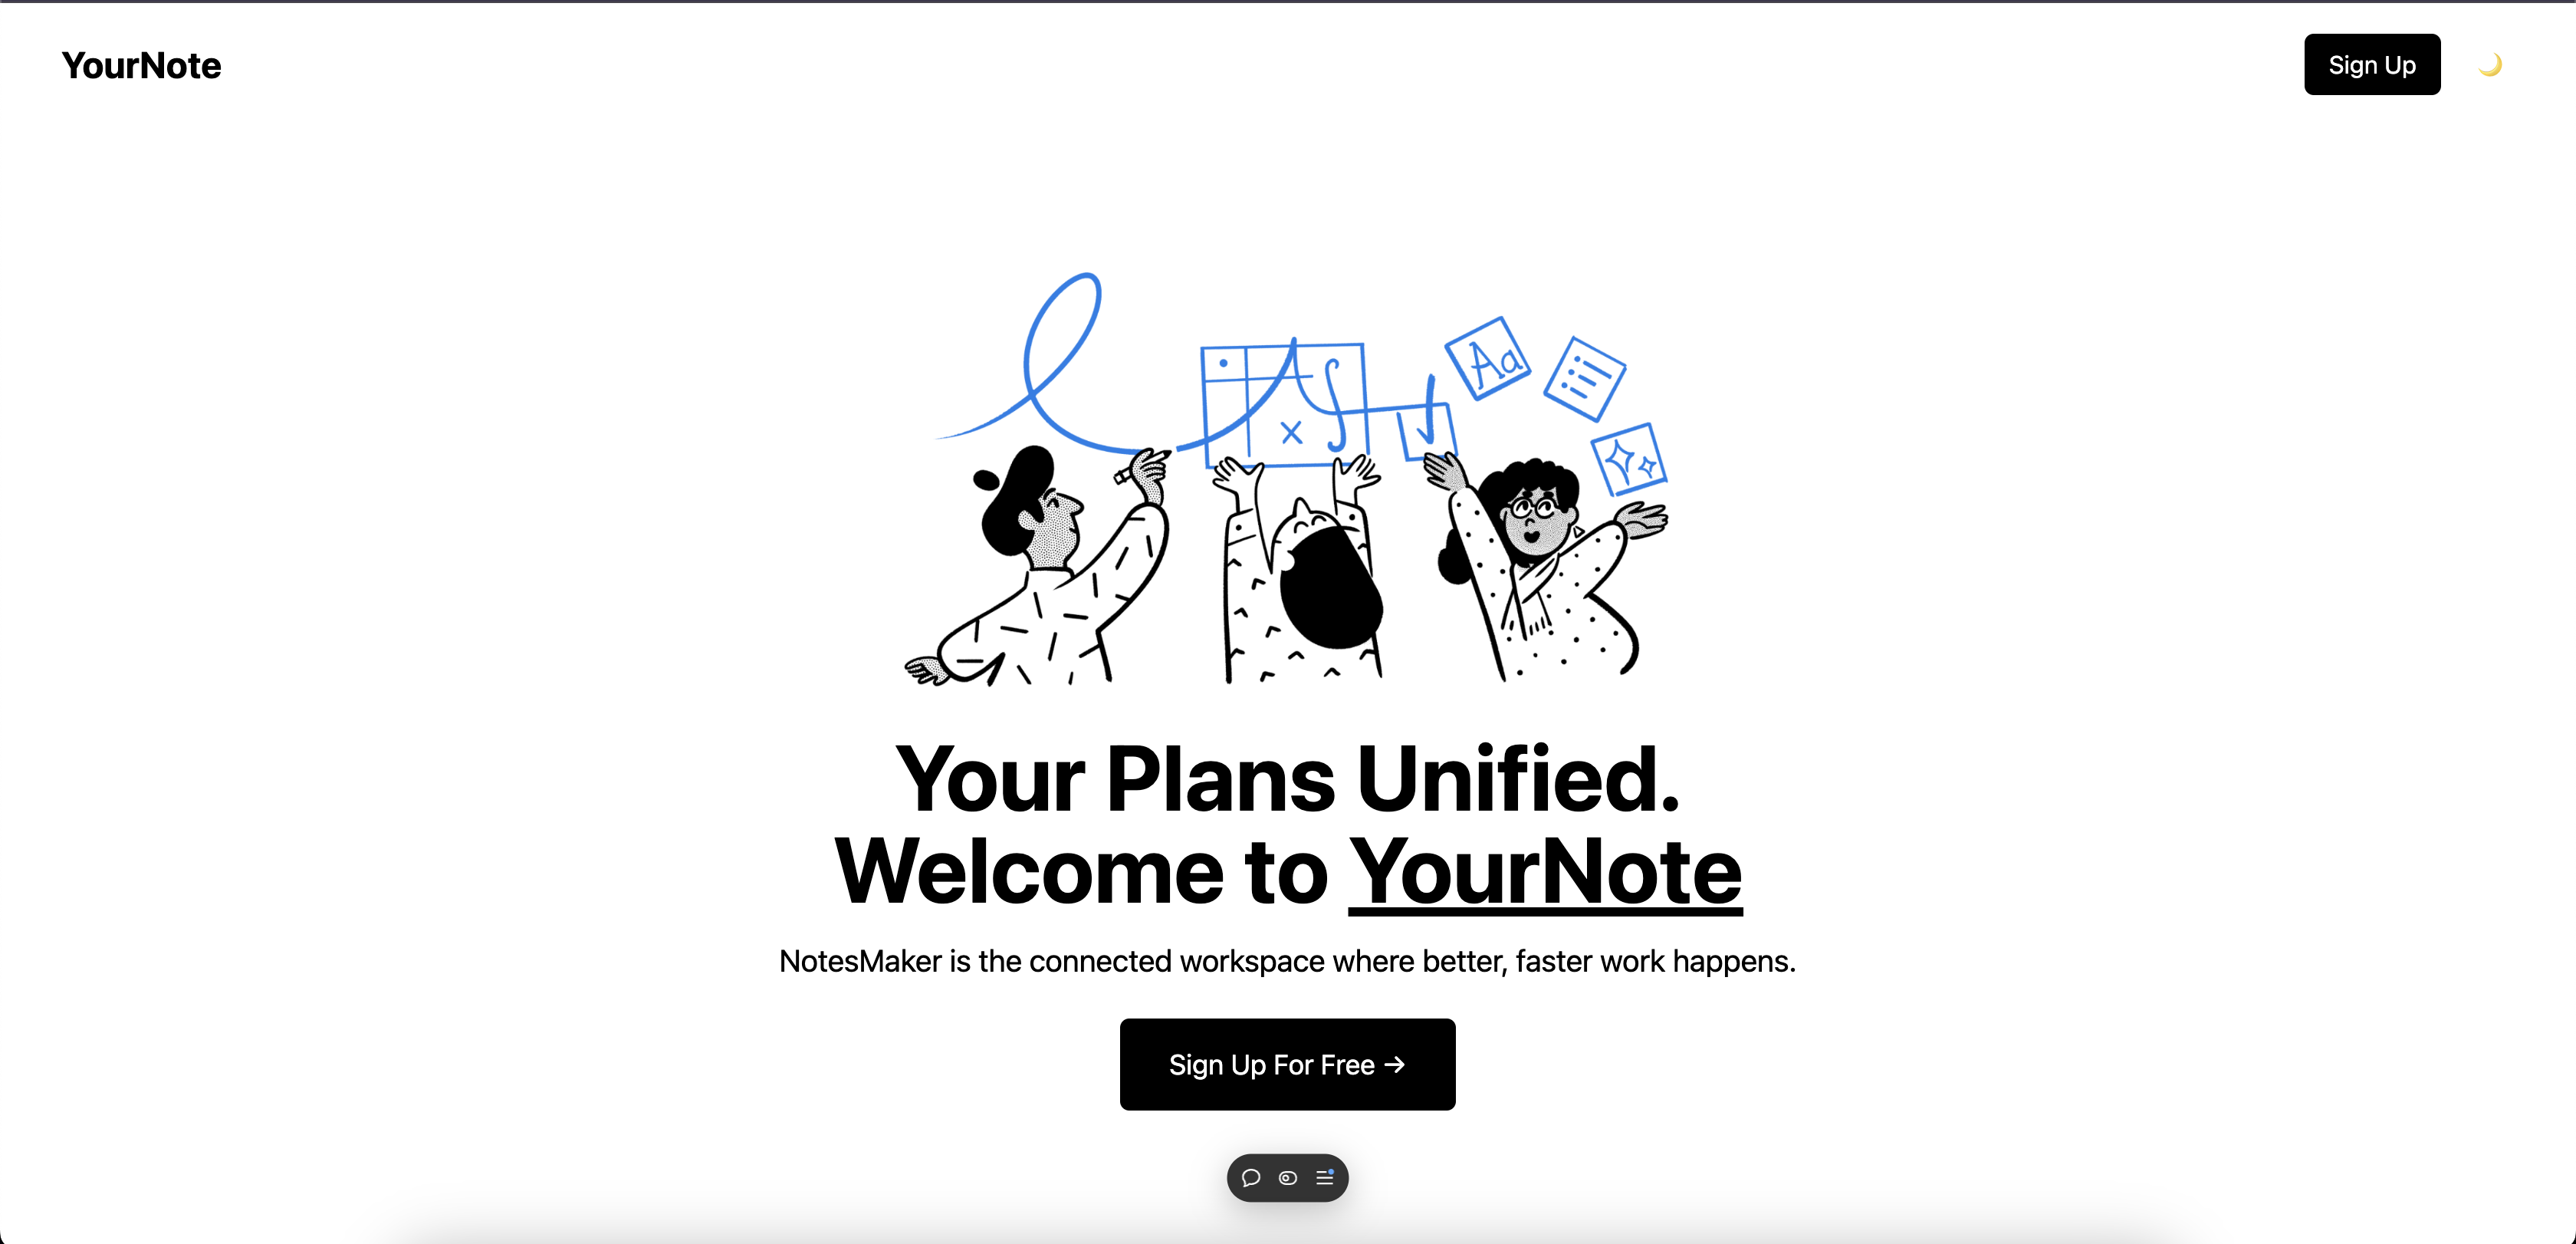 YourNote
Sign Up
Aa
x
Your Plans Unified.
Welcome to YourNote
NotesMaker is the connected workspace where better, faster work happens.
Sign Up For Free →